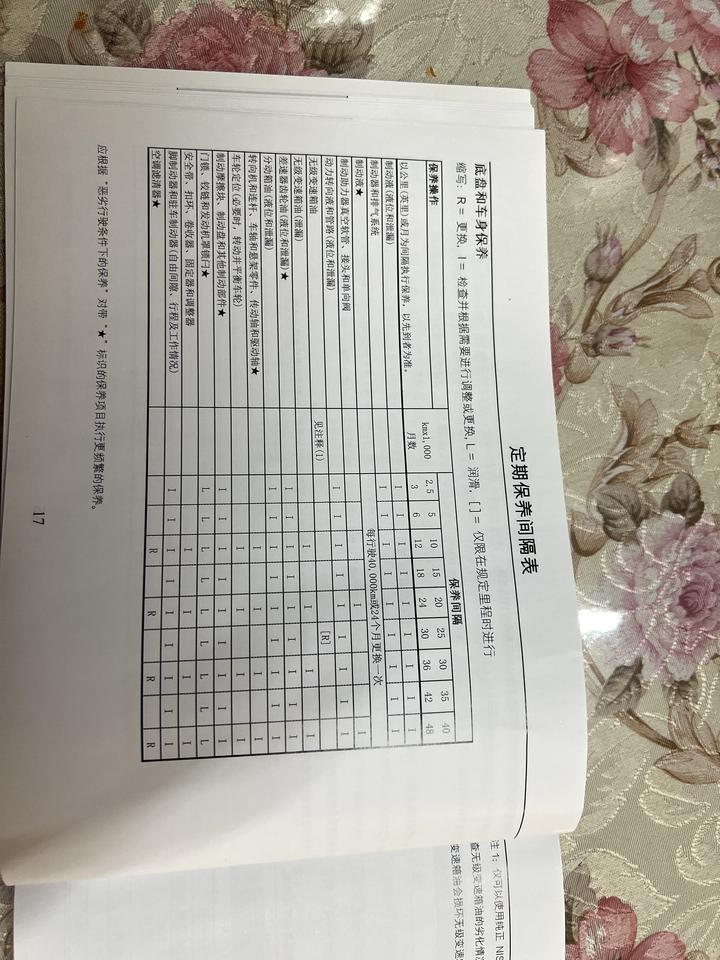 定期保养间隔表
底盘和车身保养
缩写: R = 更换, I = 检查并根据需要进行调整或更换, L = 润滑, [ ] = 仅限在规定里程时进行
保养操作 保养间隔
以公里(英里)或月为间隔执行保养，以先到者为准。 kmx1,000 2.5 5 10 15 20 25 30 35 40
月数 3 6 12 18 24 30 36 42 48
制动液(液位和泄漏) I I I I I I I I I
制动器和排气系统 I I I I I I I I I
制动液★ 每行驶40,000km或24个月更换一次
制动助力器真空软管、接头和单向阀 I I
动力转向液和管路(液位和泄漏) I I I I I I I I I
无级变速箱油 见注释(1) [R]
无级变速箱油(泄漏) I I I I
差速器齿轮油(液位和泄漏)★ I I I I I I I I I
分动箱油(液位和泄漏) I I I I I I I I I
转向机和连杆、车轴和悬架零件、传动轴和驱动轴★ I I I I
车轮定位(必要时, 转动并平衡车轮) I I I I
制动摩擦块、制动盘和其他制动部件★ I I I I I I I I I
门锁、铰链和发动机罩锁闩★ L L L L L L L L L
安全带、扣环、卷收器、固定器和调整器 I I I I
脚制动器和驻车制动器(自由间隙、行程及工作情况) I I I I I I I I I
空调滤清器★ R R R R
应根据“恶劣行驶条件下的保养”对带“★”标识的保养项目执行更频繁的保养。
17
注 1: 仅可以使用纯正 NIS
查无级变速箱油的劣化情
变速箱油会损坏无级变速